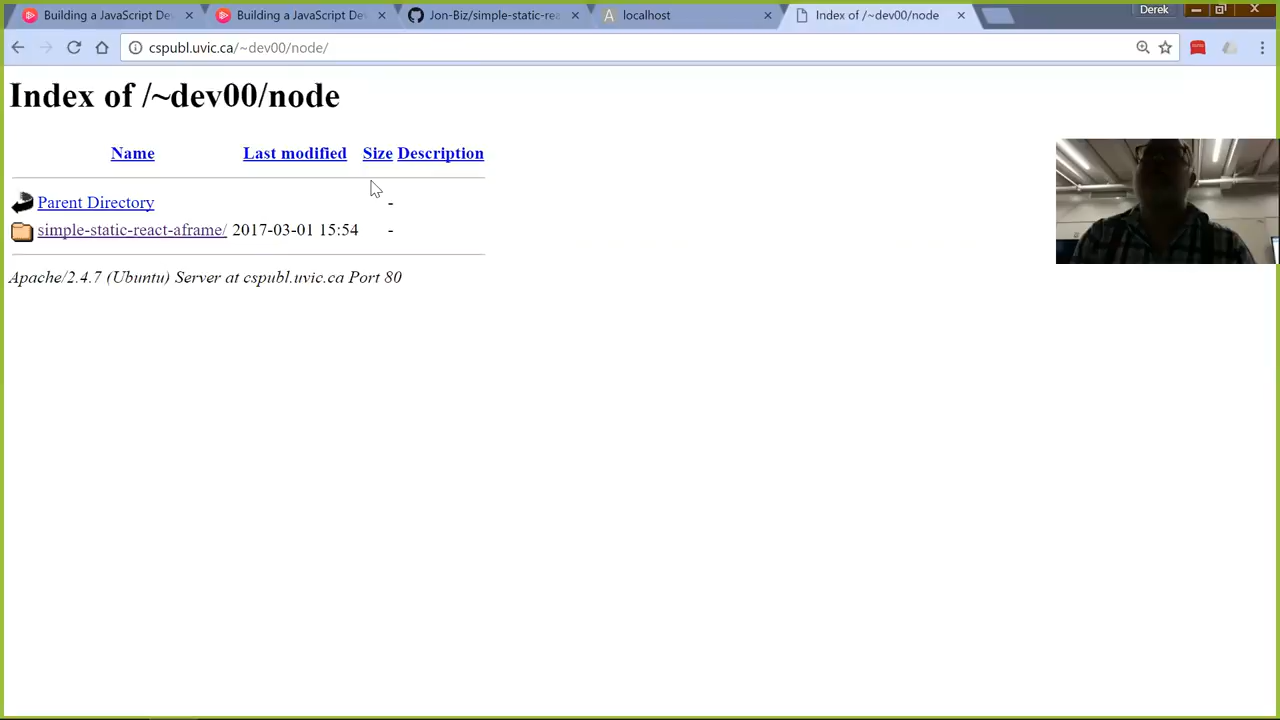 Building a JavaScript De
Building a JavaScript De
Jon-Biz/simple-static-rea
localhost
Index of /~dev00/node
Derek
cspubl.uvic.ca/~dev00/node/
Index of /~dev00/node
Name Last modified Size Description
Parent Directory -
simple-static-react-aframe/ 2017-03-01 15:54 -
Apache/2.4.7 (Ubuntu) Server at cspubl.uvic.ca Port 80